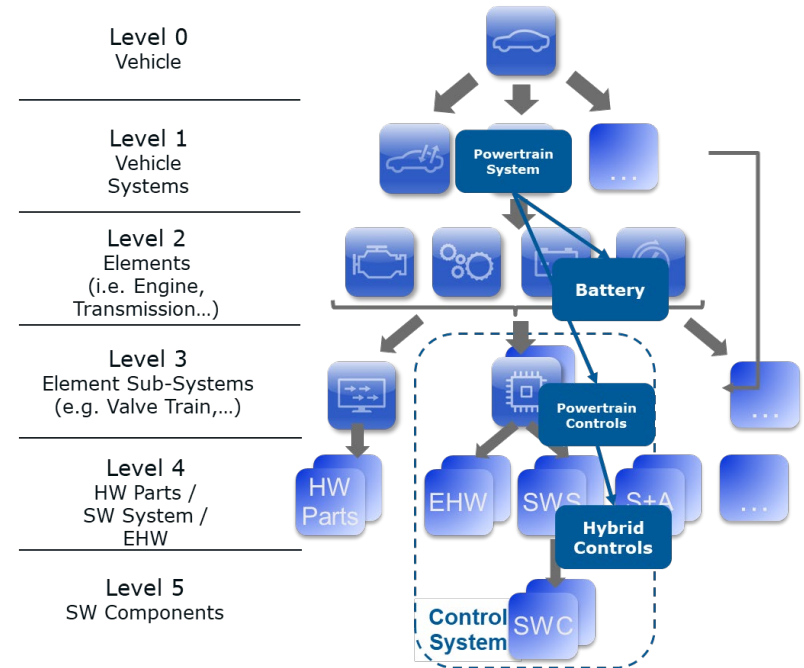 Level 0
Vehicle
Level 1
Vehicle
Systems
Powertrain
System
...
Level 2
Elements
(i.e. Engine,
Transmission…)
Battery
Level 3
Element Sub-Systems
(e.g. Valve Train,…)
Powertrain
Controls
...
Level 4
HW Parts /
SW System /
EHW
HW
Parts
EHW
SWS
S+A
...
Hybrid
Controls
Level 5
SW Components
Control
System
SWC